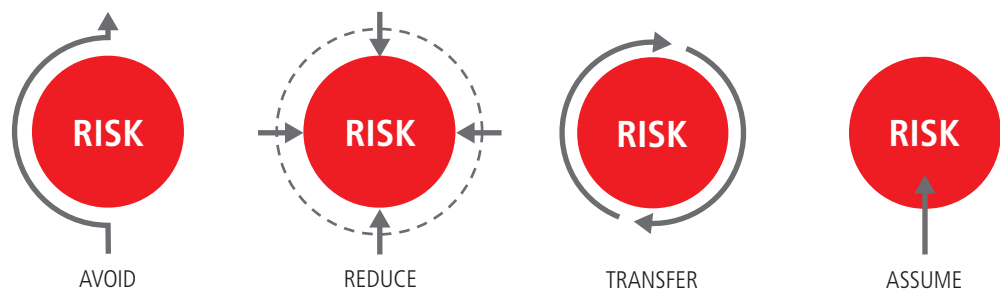 RISK
RISK
RISK
RISK
AVOID
REDUCE
TRANSFER
ASSUME